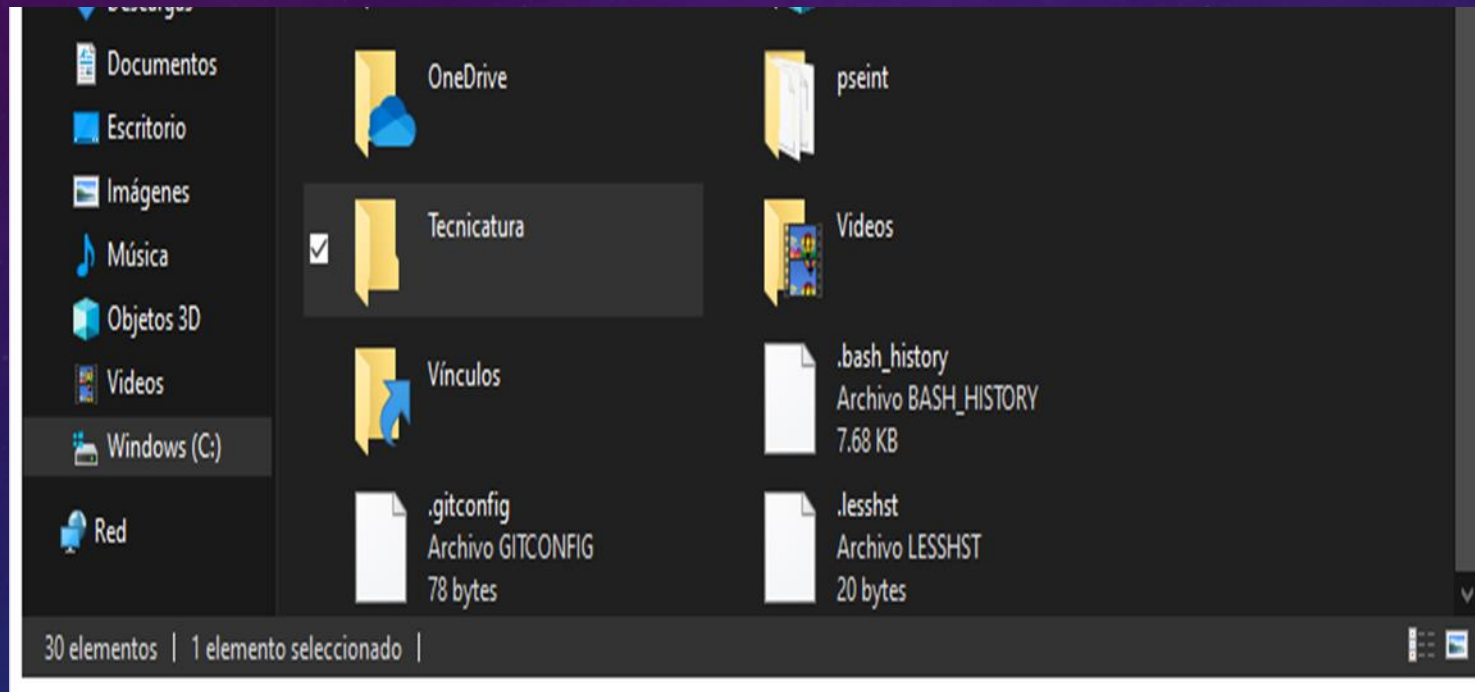 Descargas
Documentos
Escritorio
Imágenes
Música
Objetos 3D
Videos
Windows (C:)
Red
OneDrive
pseint
Tecnicatura
Videos
Vínculos
.bash_history
Archivo BASH_HISTORY
7.68 KB
.gitconfig
Archivo GITCONFIG
78 bytes
.lesshst
Archivo LESSHST
20 bytes
30 elementos | 1 elemento seleccionado |